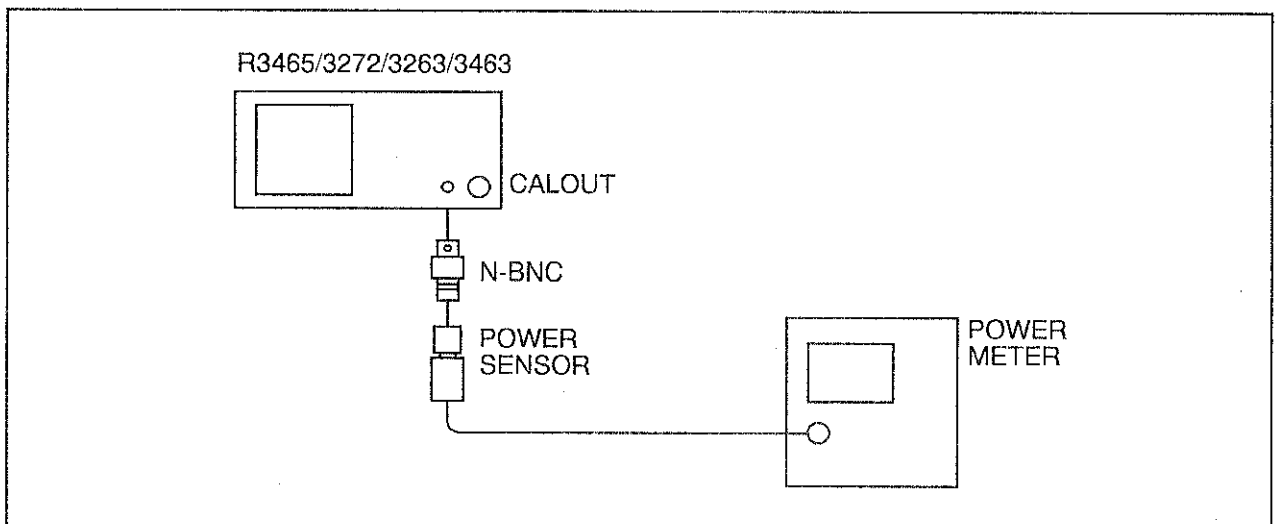 R3465/3272/3263/3463
CALOUT
N-BNC
POWER
SENSOR
POWER
METER